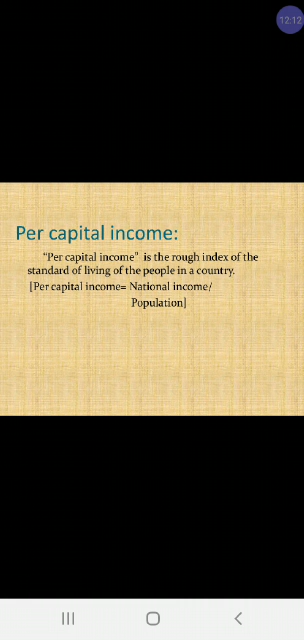 12:12
Per capital income:
“Per capital income” is the rough index of the
standard of living of the people in a country.
[Per capital income= National income/
Population]